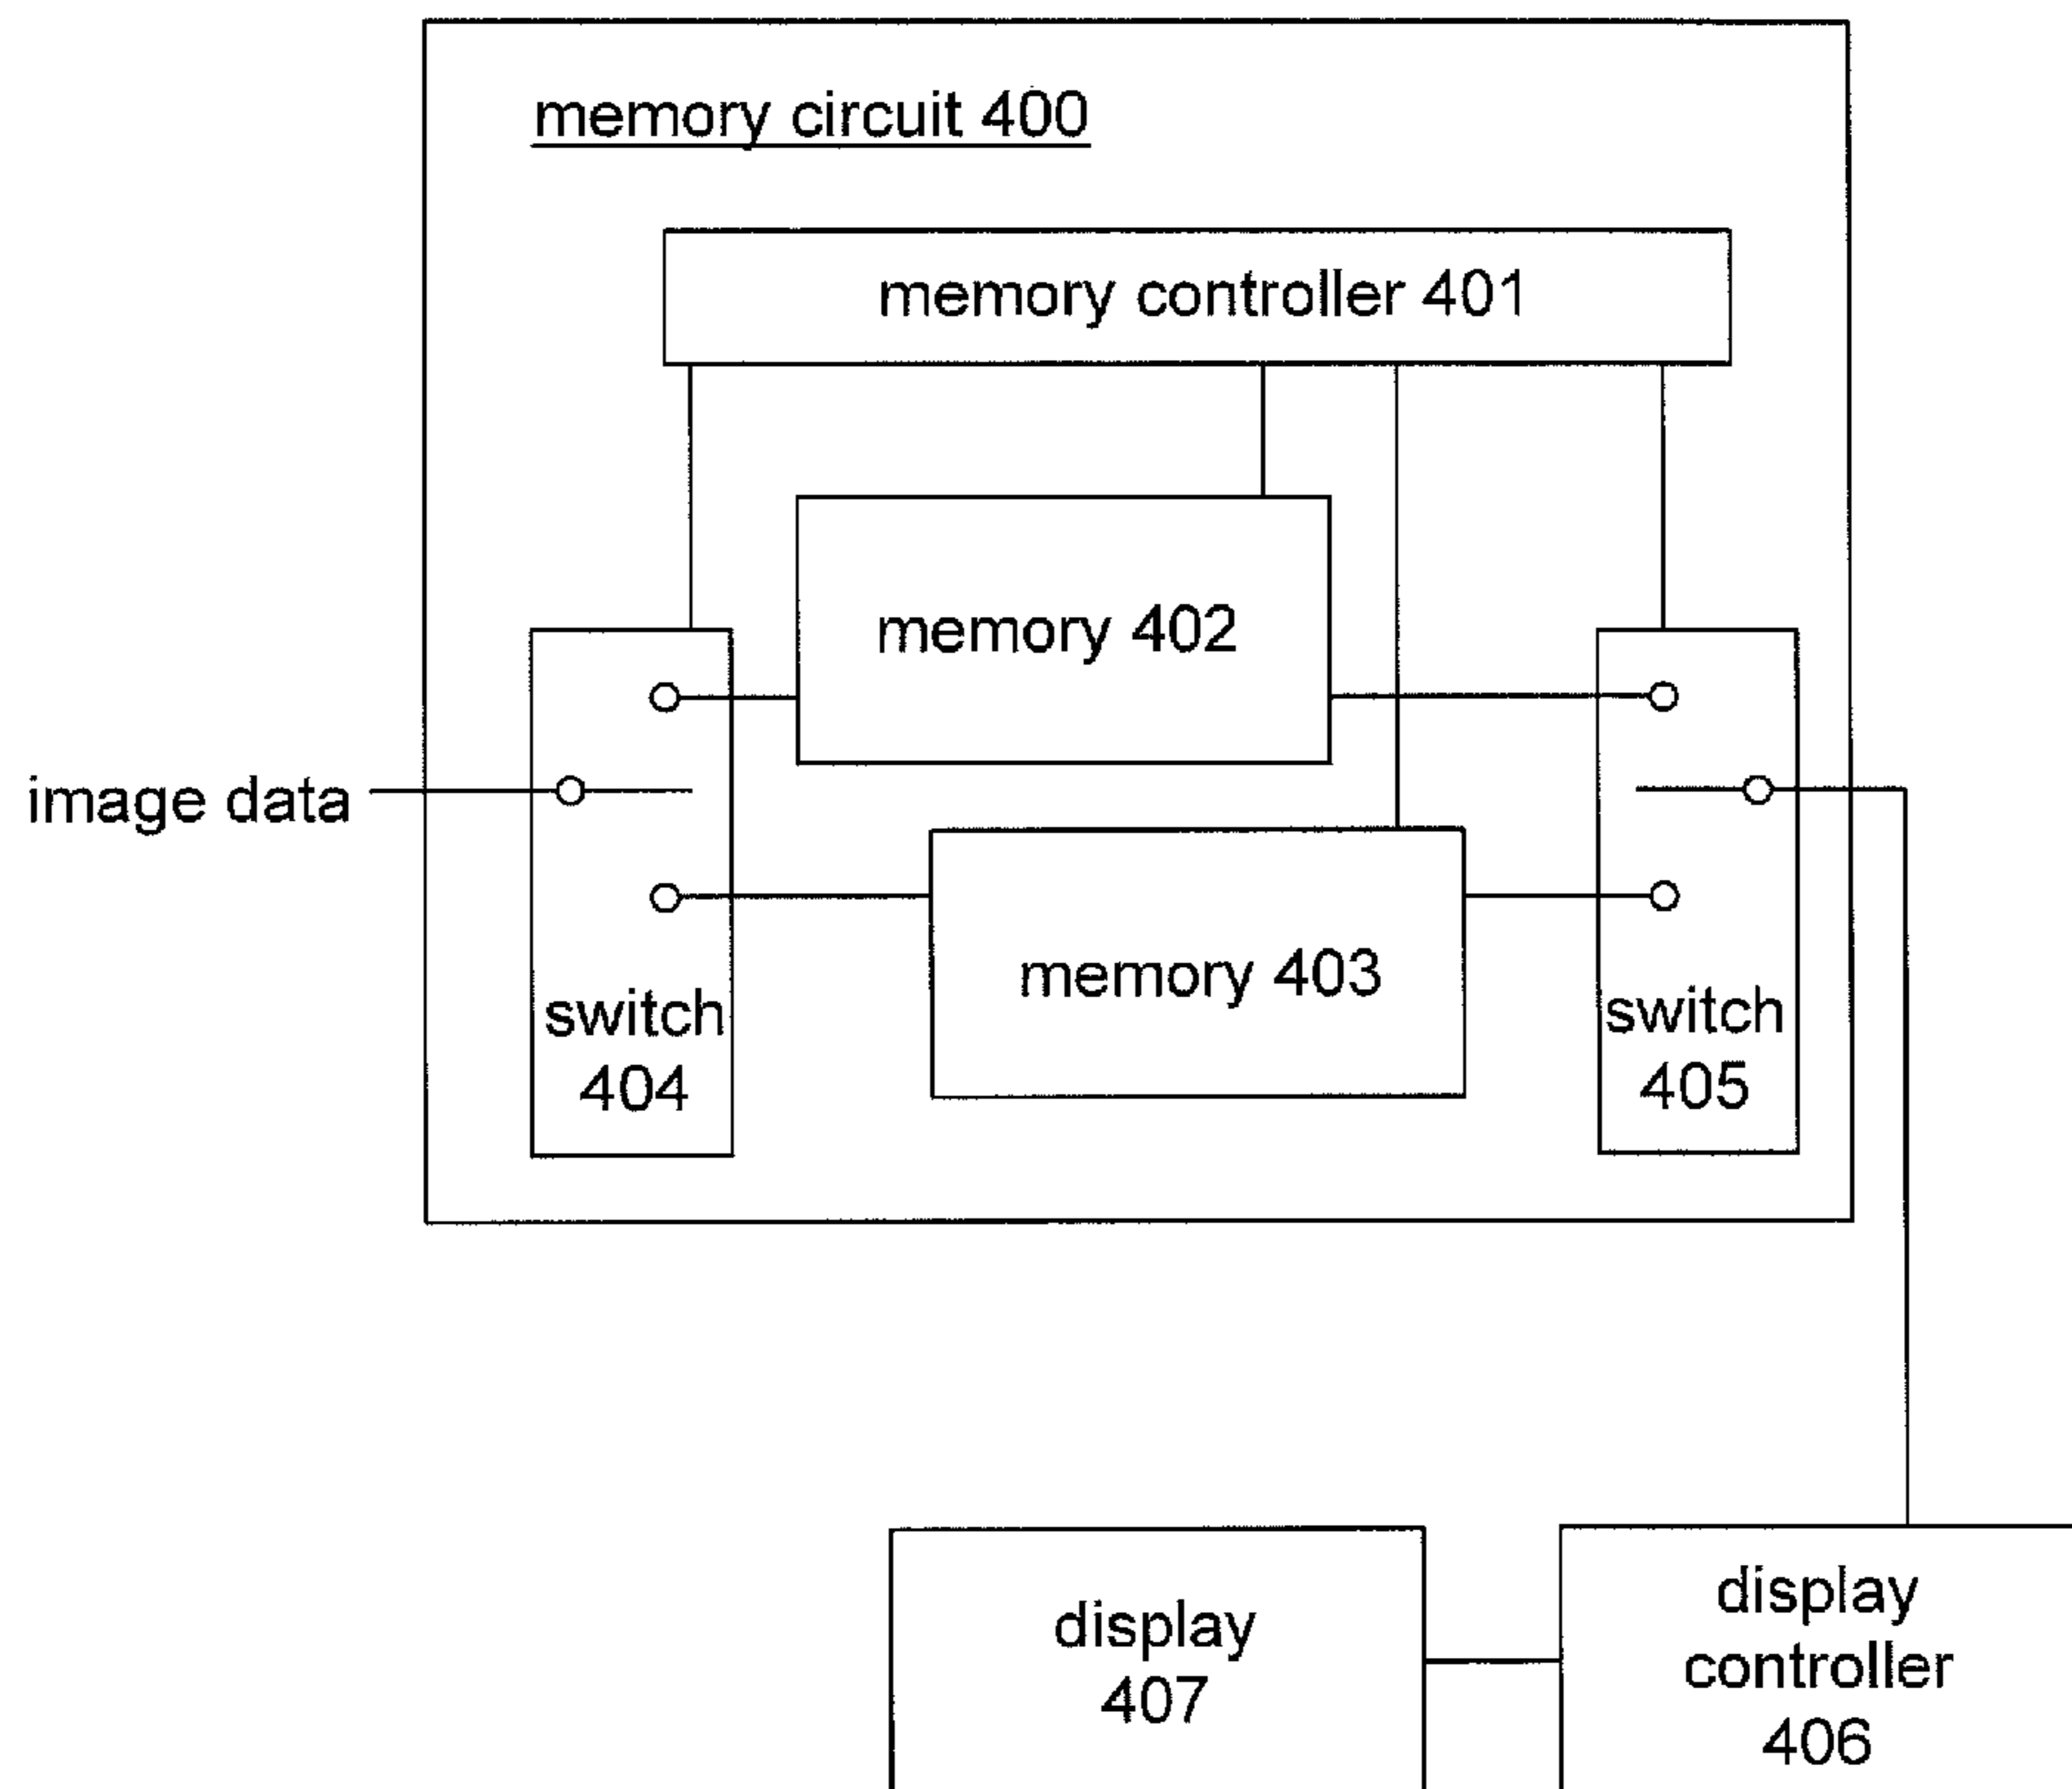 memory circuit 400
memory controller 401
memory 402
image data
memory 403
switch
404
switch
405
display
407
display
controller
406